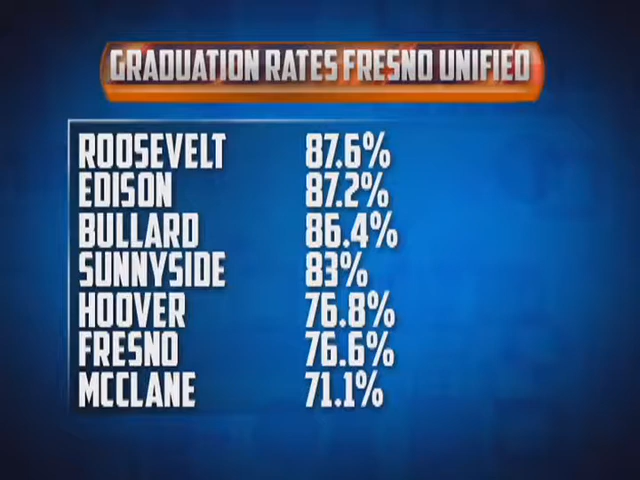 GRADUATION RATES FRESNO UNIFIED
ROOSEVELT 87.6%
EDISON 87.2%
BULLARD 86.4%
SUNNYSIDE 83%
HOOVER 76.8%
FRESNO 76.6%
MCCLANE 71.1%